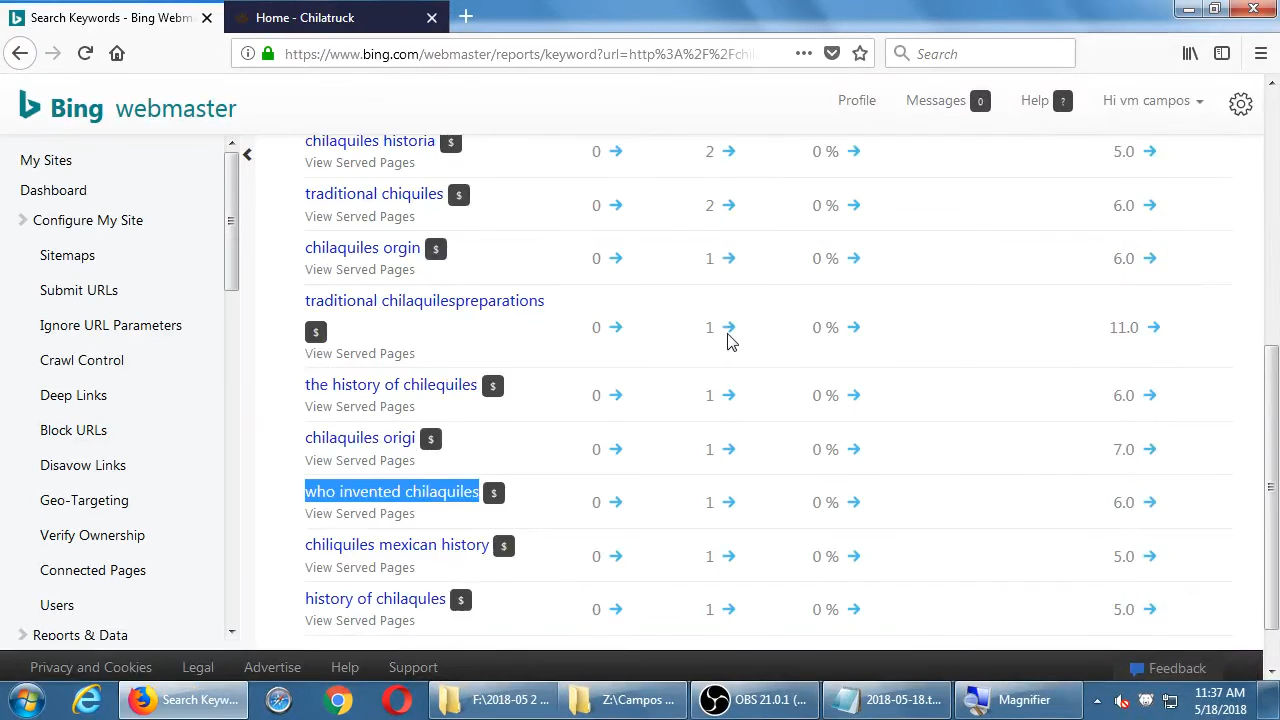 Search Keywords - Bing Webm
Home - Chilatruck
https://www.bing.com/webmaster/reports/keyword?url=http%3A%2F%2Fchil
Search
Bing webmaster
Profile
Messages 0
Help ?
Hi vm campos
My Sites
Dashboard
Configure My Site
Sitemaps
Submit URLs
Ignore URL Parameters
Crawl Control
Deep Links
Block URLs
Disavow Links
Geo-Targeting
Verify Ownership
Connected Pages
Users
Reports & Data
chilaquiles historia $
View Served Pages
0 2 0 % 5.0
traditional chiquiles $
View Served Pages
0 2 0 % 6.0
chilaquiles orgin $
View Served Pages
0 1 0 % 6.0
traditional chilaquilespreparations
$
View Served Pages
0 1 0 % 11.0
the history of chilequiles $
View Served Pages
0 1 0 % 6.0
chilaquiles origi $
View Served Pages
0 1 0 % 7.0
who invented chilaquiles $
View Served Pages
0 1 0 % 6.0
chiliquiles mexican history $
View Served Pages
0 1 0 % 5.0
history of chilaqules $
View Served Pages
0 1 0 % 5.0
Privacy and Cookies
Legal
Advertise
Help
Support
Feedback
Search Keyw...
F:\2018-05 2 ...
Z:\Campos ...
OBS 21.0.1 (...
2018-05-18.t...
Magnifier
11:37 AM
5/18/2018